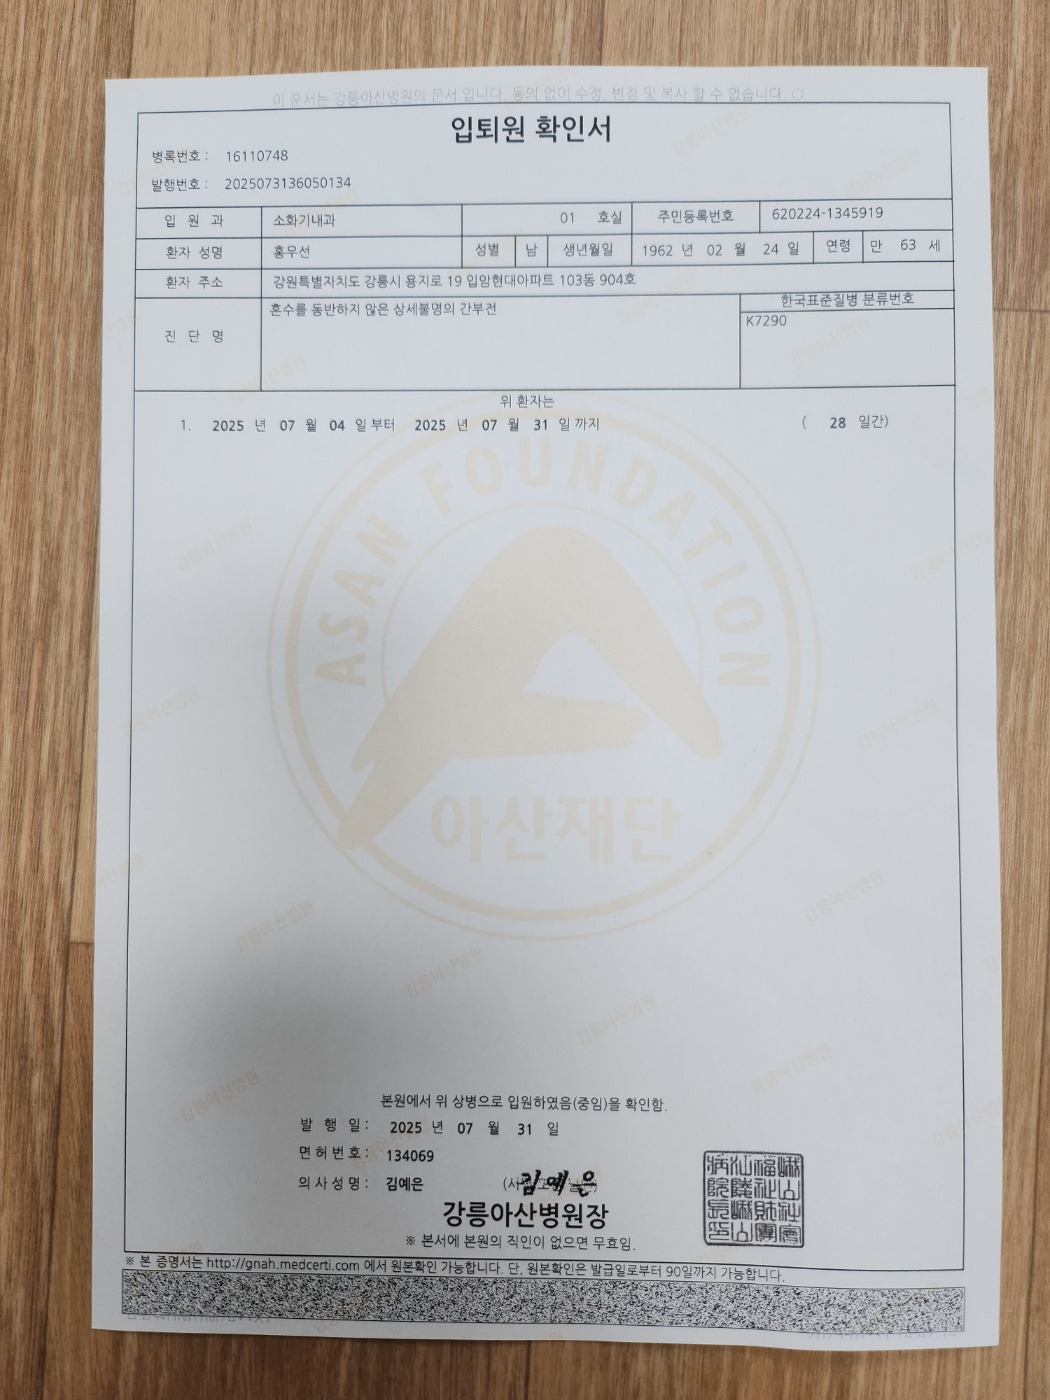 이 문서는 강릉아산병원의 문서 입니다. 동의 없이 수정, 변경 및 복사 할 수 없습니다.
입퇴원 확인서
병록번호 : 16110748
발행번호 : 2025073136050134
입 원 과 소화기내과 01 호실 주민등록번호 620224-1345919
환자 성명 홍우선 성별 남 생년월일 1962 년 02 월 24 일 연령 만 63 세
환자 주소 강원특별자치도 강릉시 용지로 19 입암현대아파트 103동 904호
진 단 명 혼수를 동반하지 않은 상세불명의 간부전 한국표준질병 분류번호
K7290
위 환자는
1. 2025 년 07 월 04 일 부터 2025 년 07 월 31 일 까지 ( 28 일간)
ASAN FOUNDATION
아산재단
본원에서 위 상병으로 입원하였음(중임)을 확인함.
발 행 일 : 2025 년 07 월 31 일
면허번호 : 134069
의사성명 : 김예은 김예은
강릉아산병원장
※ 본서에 본원의 직인이 없으면 무효임.
※ 본 증명서는 http://gnah.medcerti.com 에서 원본확인 가능합니다. 단, 원본확인은 발급일로부터 90일까지 가능합니다.